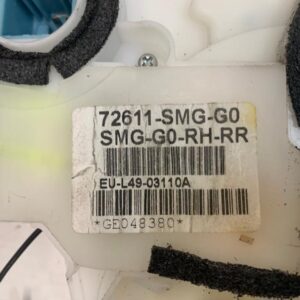 72611-SMG-G0
SMG-G0-RH-RR
EU-L49-03110A
*GE048380*